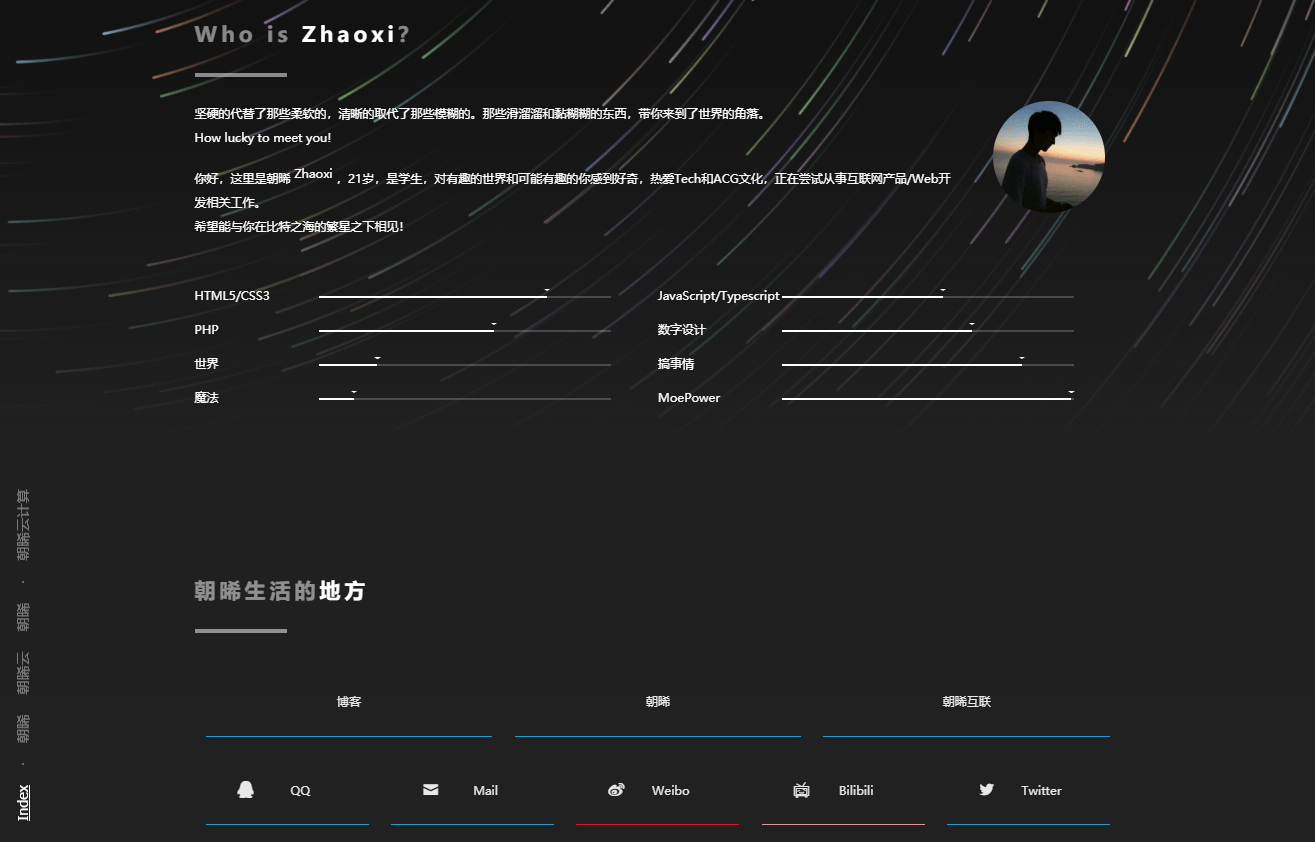 Who is Zhaoxi?
坚硬的代替了那些柔软的，清晰的取代了那些模糊的。那些滑溜溜和黏糊糊的东西，带你来到了世界的角落。
How lucky to meet you!
你好，这里是朝晞 Zhaoxi ，21岁，是学生，对有趣的世界和可能有趣的你感到好奇，热爱Tech和ACG文化，正在尝试从事互联网产品/Web开
发相关工作。
希望能与你在比特之海的繁星之下相见！
HTML5/CSS3 JavaScript/Typescript
PHP 数字设计
世界 搞事情
魔法 MoePower
朝晞生活的地方
博客 朝晞 朝晞互联
QQ Mail Weibo Bilibili Twitter
Index · 朝晞 朝晞云 朝晞 · 朝晞云计算